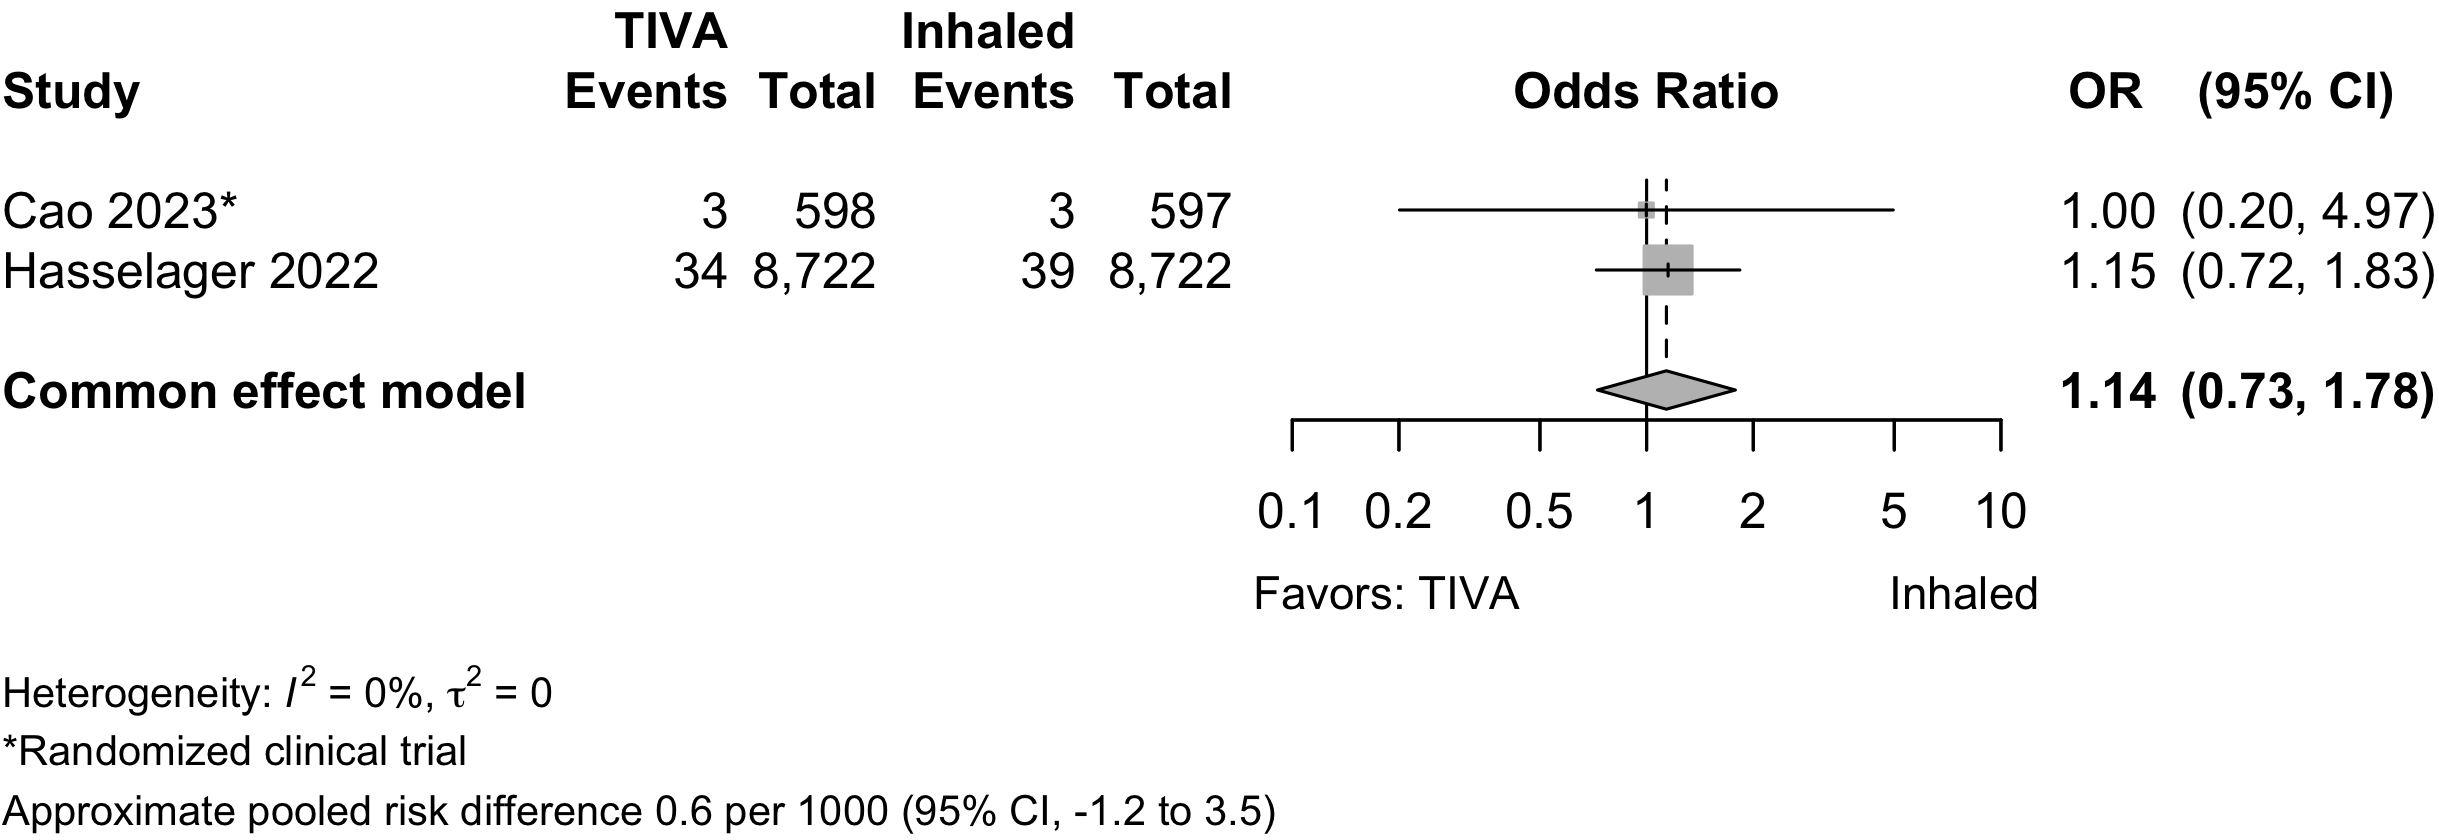 TIVA Inhaled
Study Events Total Events Total Odds Ratio OR (95% CI)
Cao 2023* 3 598 3 597 1.00 (0.20, 4.97)
Hasselager 2022 34 8,722 39 8,722 1.15 (0.72, 1.83)
Common effect model 1.14 (0.73, 1.78)
0.1 0.2 0.5 1 2 5 10
Favors: TIVA Inhaled
Heterogeneity: I² = 0%, τ² = 0
*Randomized clinical trial
Approximate pooled risk difference 0.6 per 1000 (95% CI, -1.2 to 3.5)